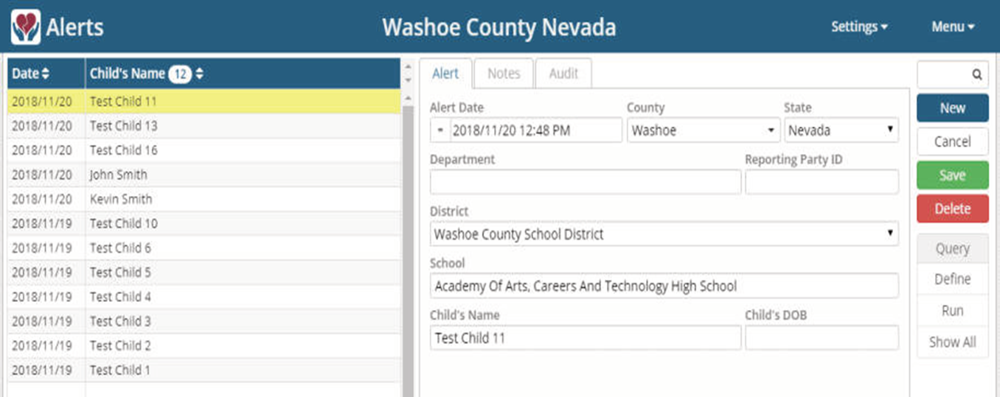 Alerts Washoe County Nevada Settings Menu
Date Child's Name 12
2018/11/20 Test Child 11
2018/11/20 Test Child 13
2018/11/20 Test Child 16
2018/11/20 John Smith
2018/11/20 Kevin Smith
2018/11/19 Test Child 10
2018/11/19 Test Child 6
2018/11/19 Test Child 5
2018/11/19 Test Child 4
2018/11/19 Test Child 3
2018/11/19 Test Child 2
2018/11/19 Test Child 1
Alert Notes Audit
Alert Date County State
2018/11/20 12:48 PM Washoe Nevada
Department Reporting Party ID
District
Washoe County School District
School
Academy Of Arts, Careers And Technology High School
Child's Name Child's DOB
Test Child 11
New
Cancel
Save
Delete
Query
Define
Run
Show All